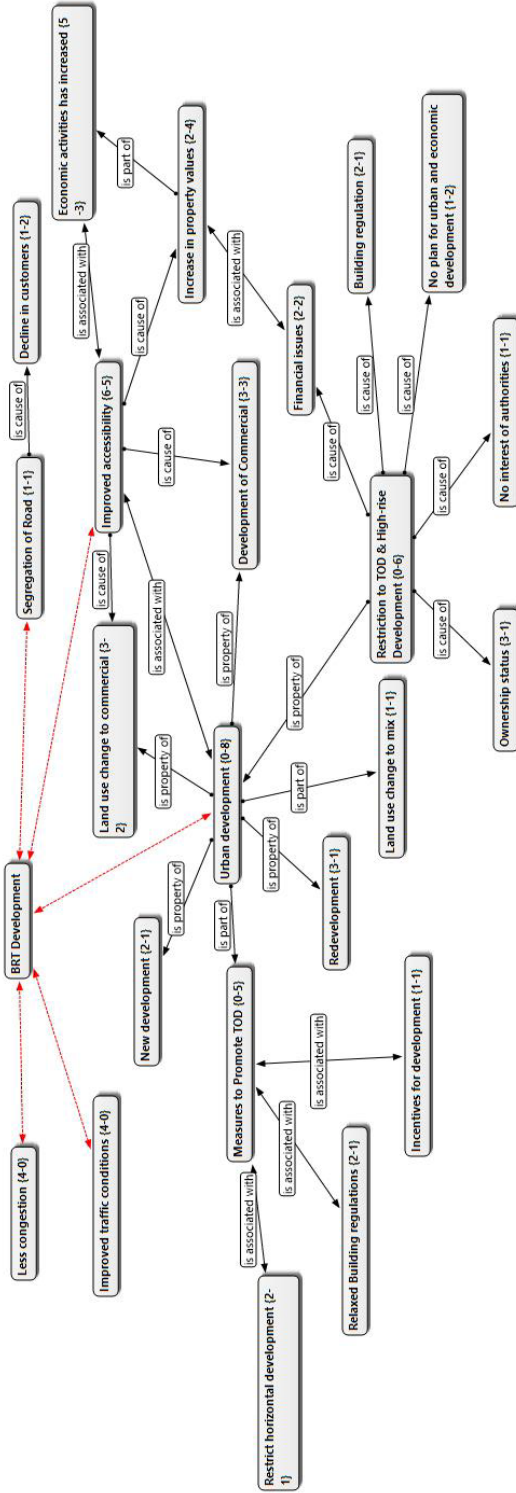 BRT Development
Less congestion {4-0}
Improved traffic conditions {4-0}
Segregation of Road {1-1}
is cause of
Decline in customers {1-2}
Improved accessibility {6-5}
is associated with
Economic activities has increased {5
-3}
is part of
is cause of
Increase in property values {2-4}
is cause of
Land use change to commercial {3-
2}
is cause of
Development of Commercial {3-3}
is associated with
is associated with
Financial issues {2-2}
New development {2-1}
is property of
is property of
Urban development {0-8}
is property of
is part of
Measures to Promote TOD {0-5}
is property of
Redevelopment {3-1}
is part of
Land use change to mix {1-1}
is property of
is associated with
Restrict horizontal development {2-
1}
is associated with
Relaxed Building regulations {2-1}
is associated with
Incentives for development {1-1}
Restriction to TOD & High-rise
Development {0-6}
is cause of
is cause of
Building regulation {2-1}
is cause of
No plan for urban and economic
development {1-2}
is cause of
No interest of authorities {1-1}
is cause of
Ownership status {3-1}